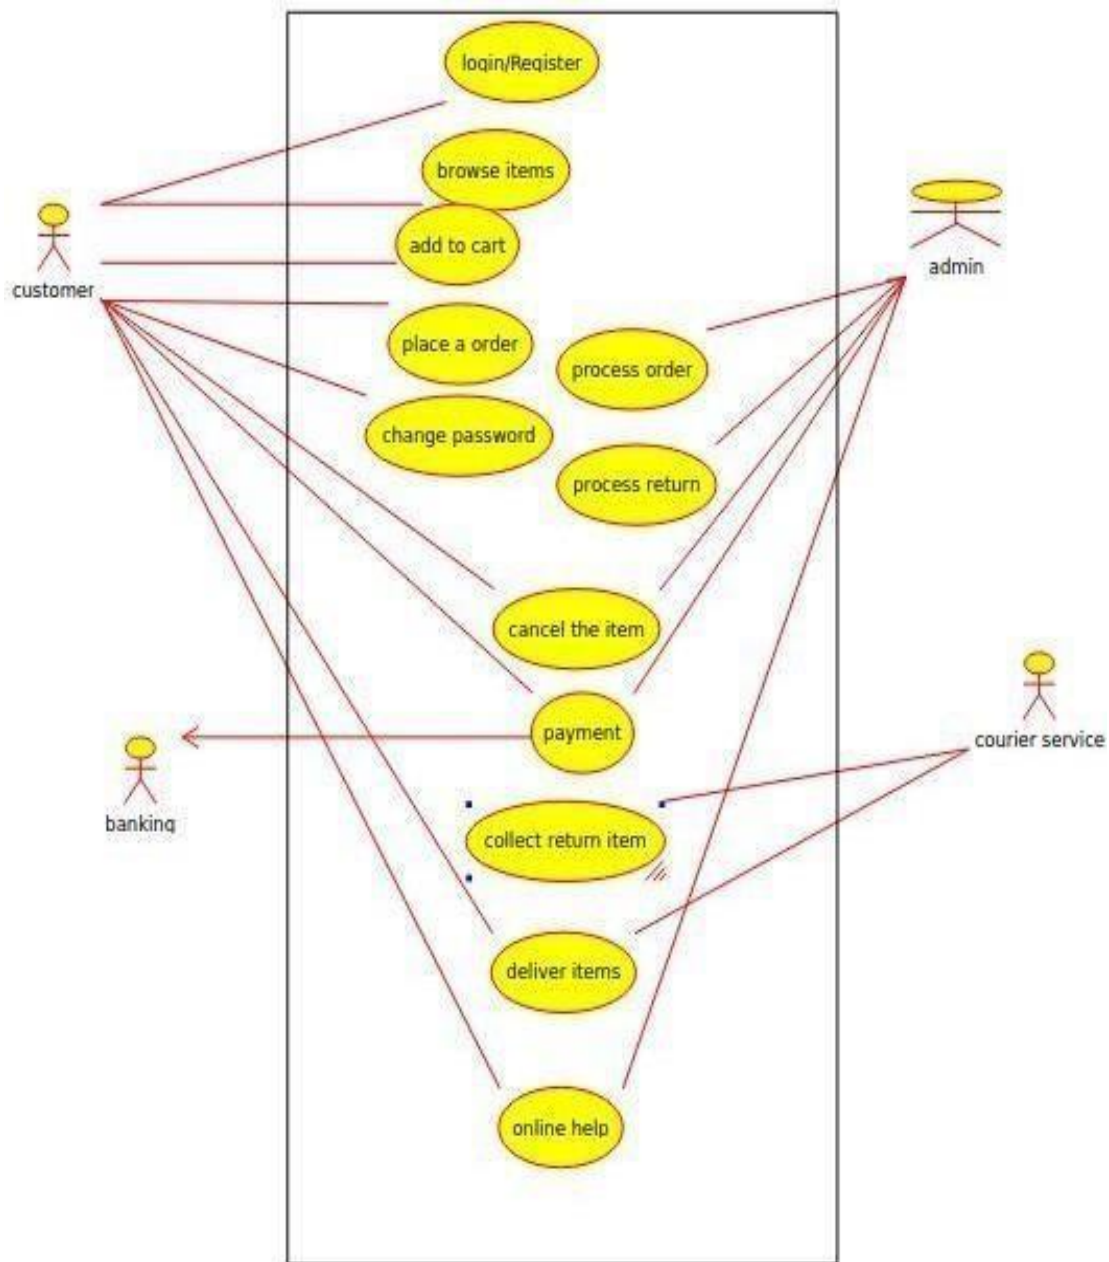 login/Register
browse items
add to cart
customer
admin
place a order
process order
change password
process return
cancel the item
payment
courier service
banking
collect return item
deliver items
online help